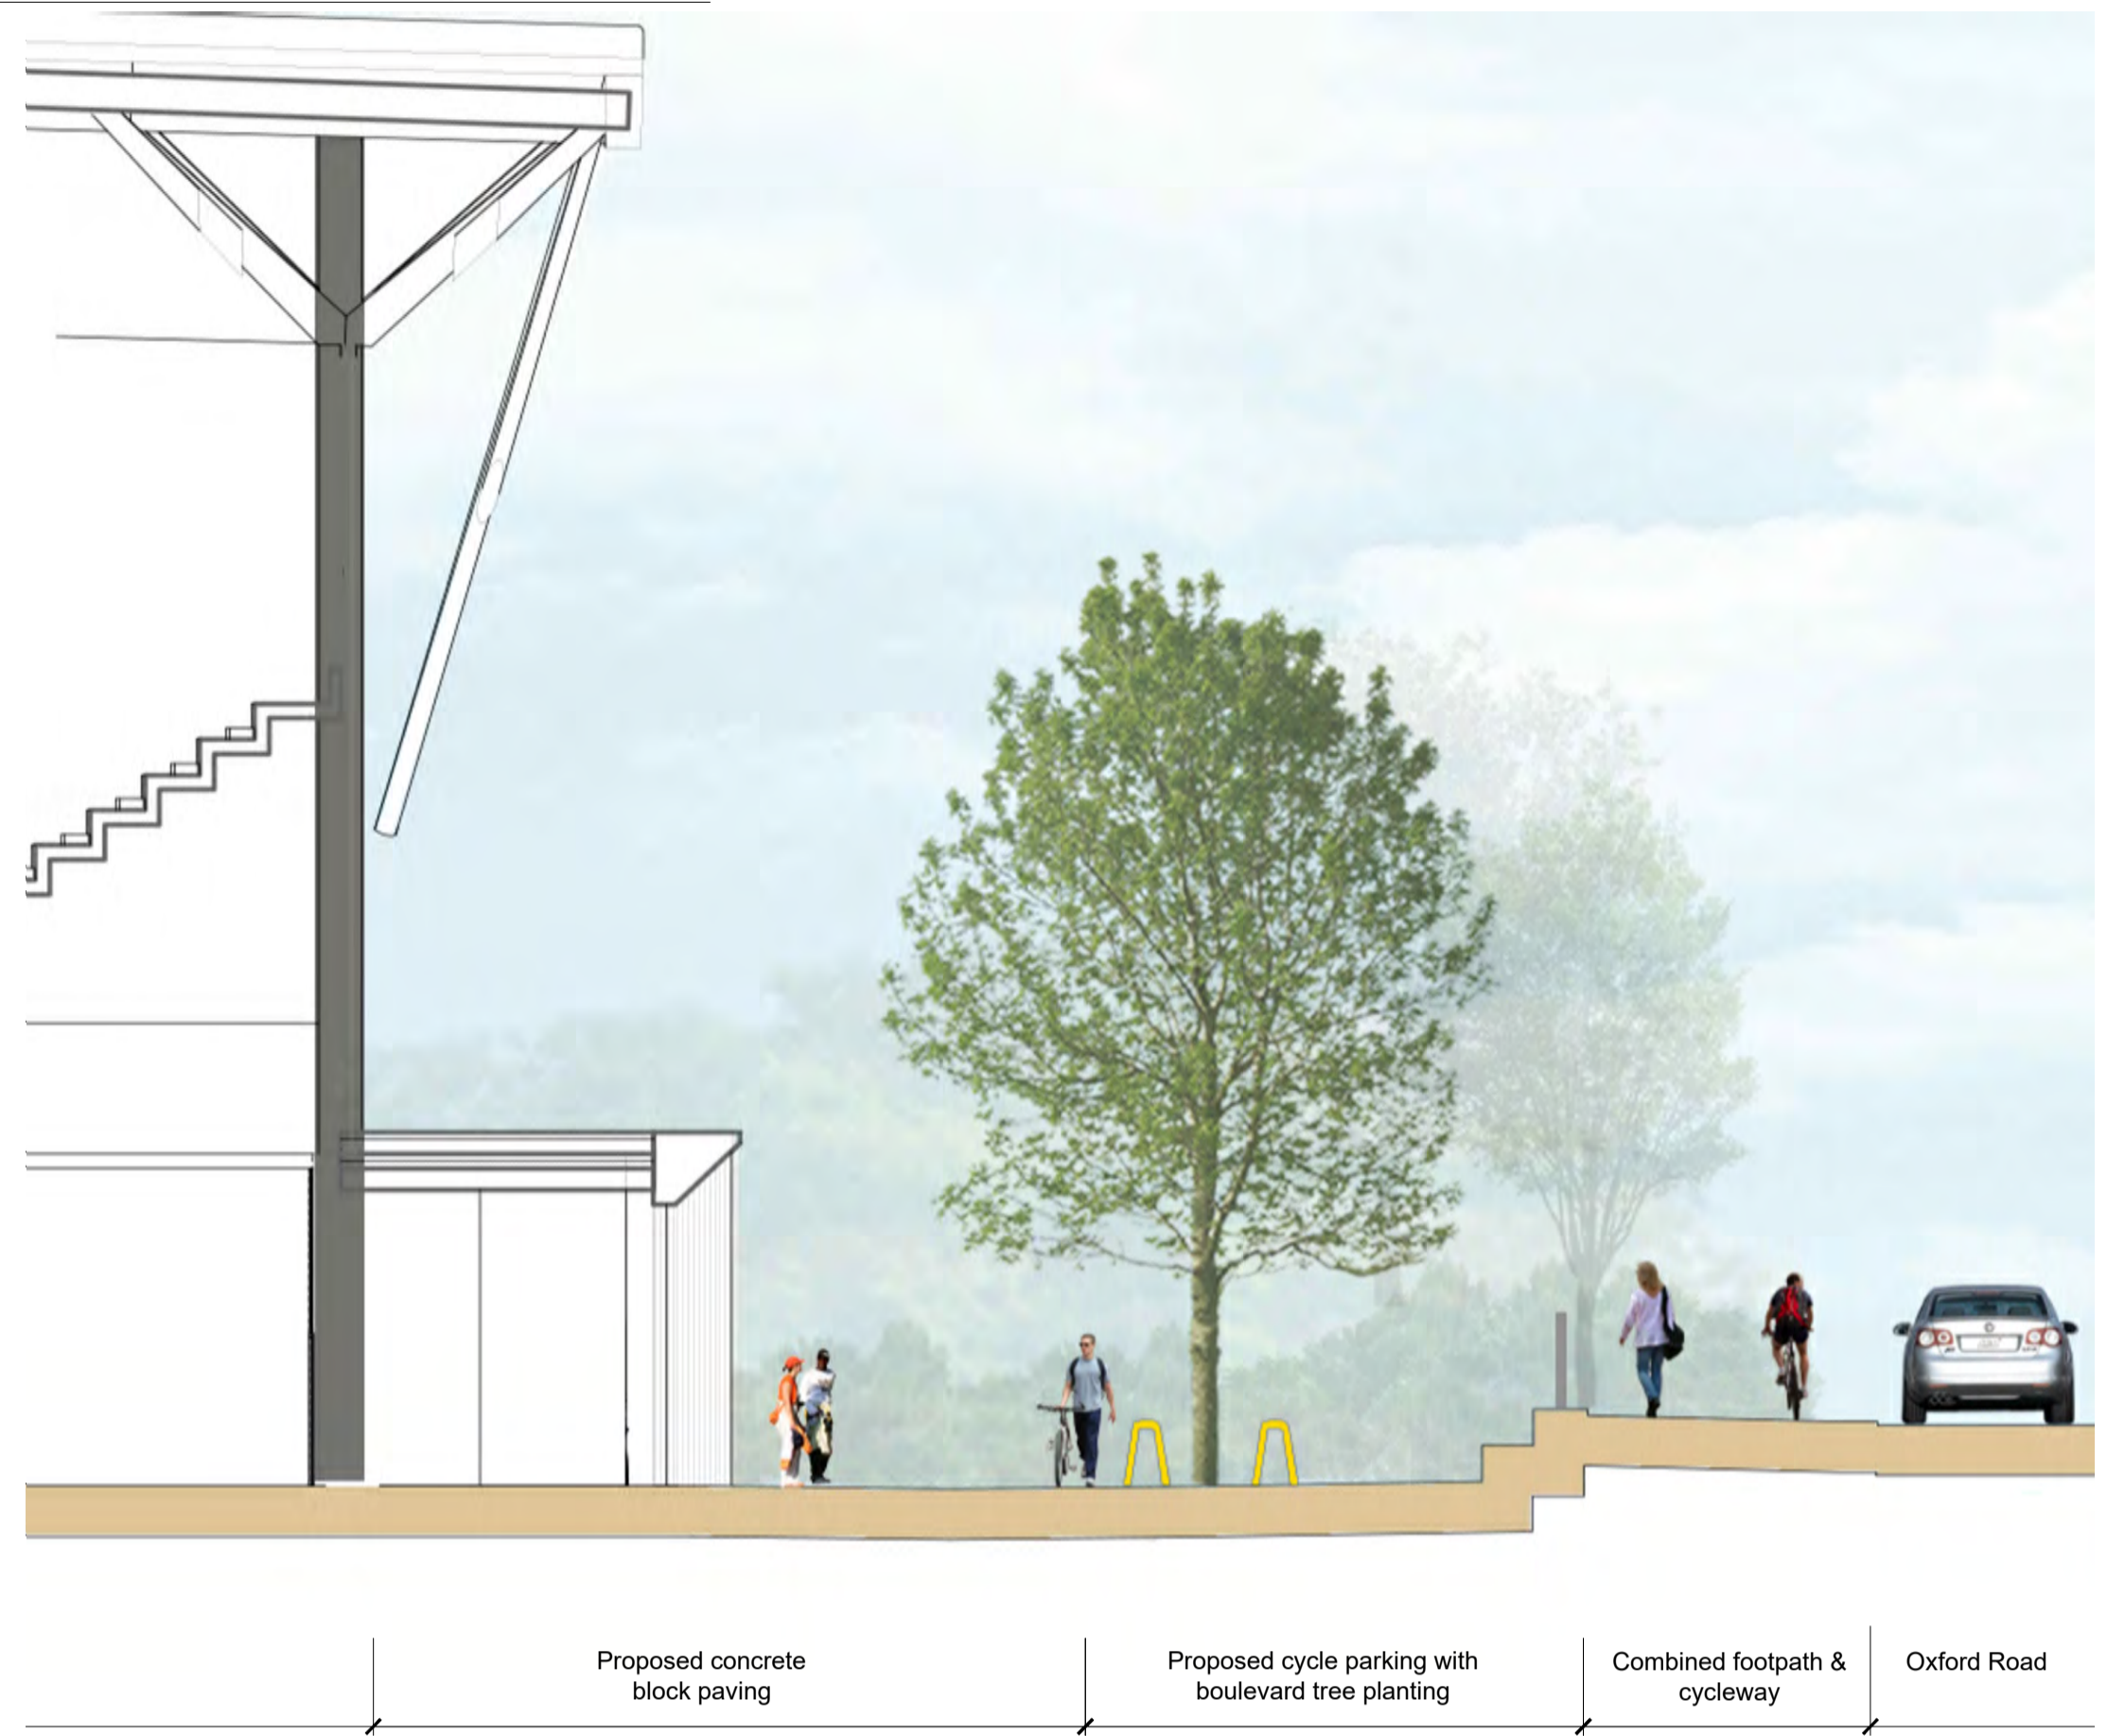 Proposed concrete
block paving
Proposed cycle parking with
boulevard tree planting
Combined footpath &
cycleway
Oxford Road